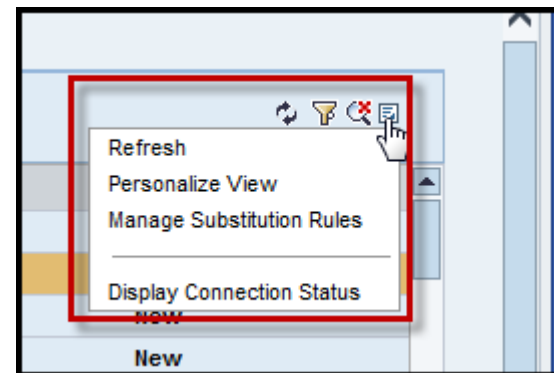 Refresh
Personalize View
Manage Substitution Rules
Display Connection Status
New
New